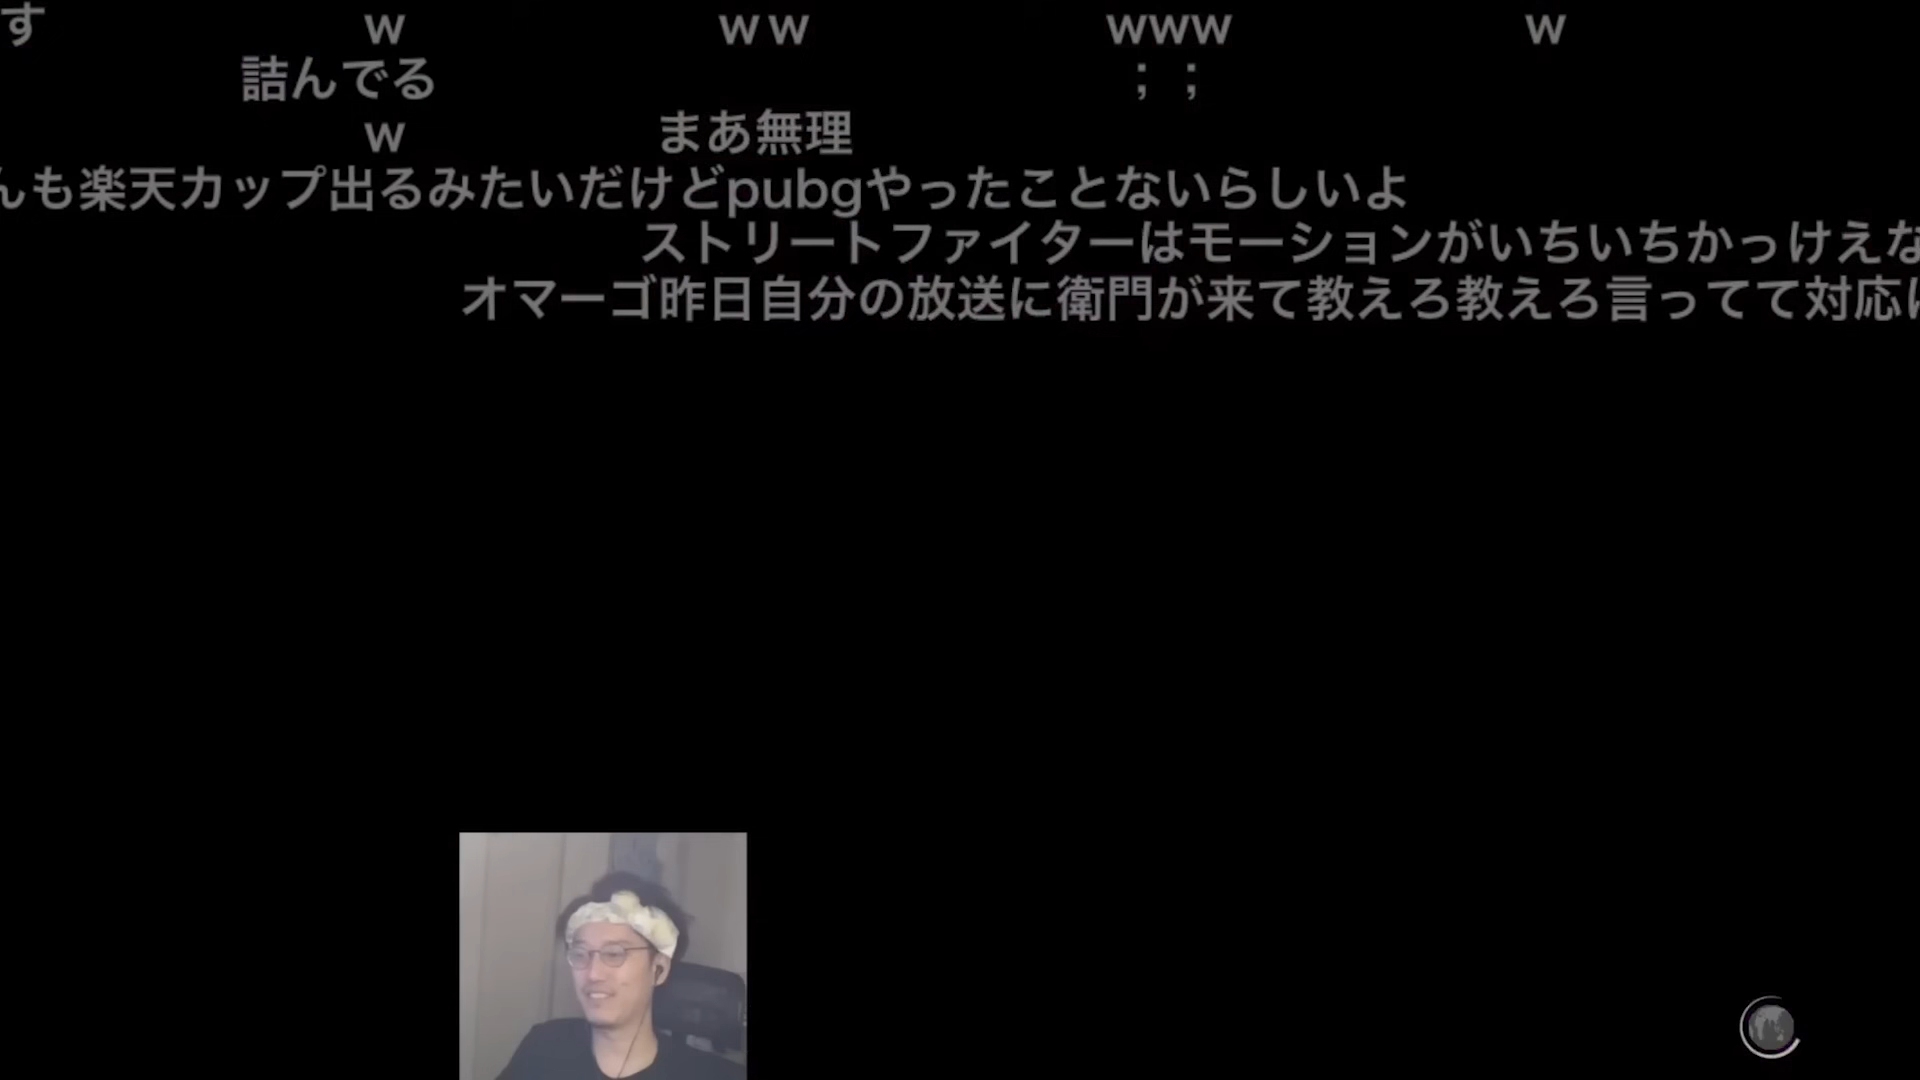 す w ww www w
詰んでる ; ;
w まあ無理
んも楽天カップ出るみたいだけどpubgやったことないらしいよ
ストリートファイターはモーションがいちいちかっけえな
オマーゴ昨日自分の放送に衛門が来て教えろ教えろ言ってて対応に